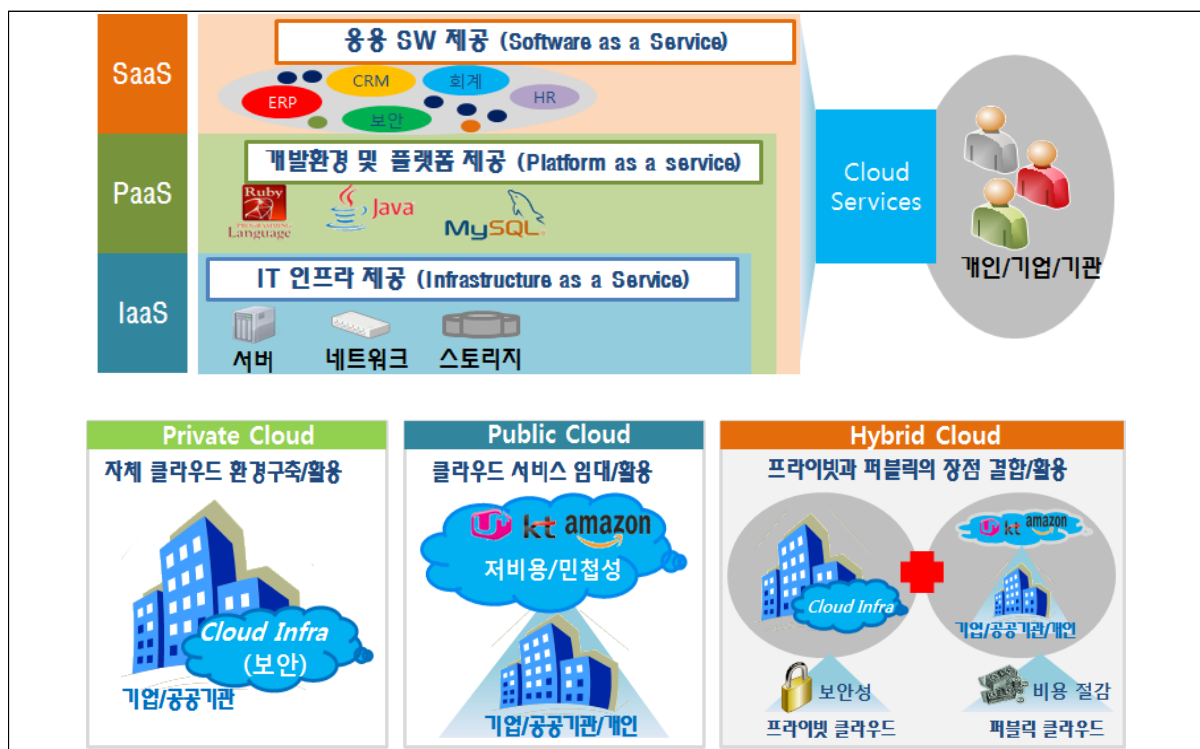 SaaS
응용 SW 제공 (Software as a Service)
ERP
CRM
보안
회계
HR
PaaS
개발환경 및 플랫폼 제공 (Platform as a service)
Ruby
PROGRAMMING
Language
Java
MySQL
IaaS
IT 인프라 제공 (Infrastructure as a Service)
서버
네트워크
스토리지
Cloud
Services
개인/기업/기관
Private Cloud
자체 클라우드 환경구축/활용
Cloud Infra
(보안)
기업/공공기관
Public Cloud
클라우드 서비스 임대/활용
U+ kt amazon
저비용/민첩성
기업/공공기관/개인
Hybrid Cloud
프라이빗과 퍼블릭의 장점 결합/활용
Cloud Infra
보안성
프라이빗 클라우드
U+ kt amazon
기업/공공기관/개인
비용 절감
퍼블릭 클라우드